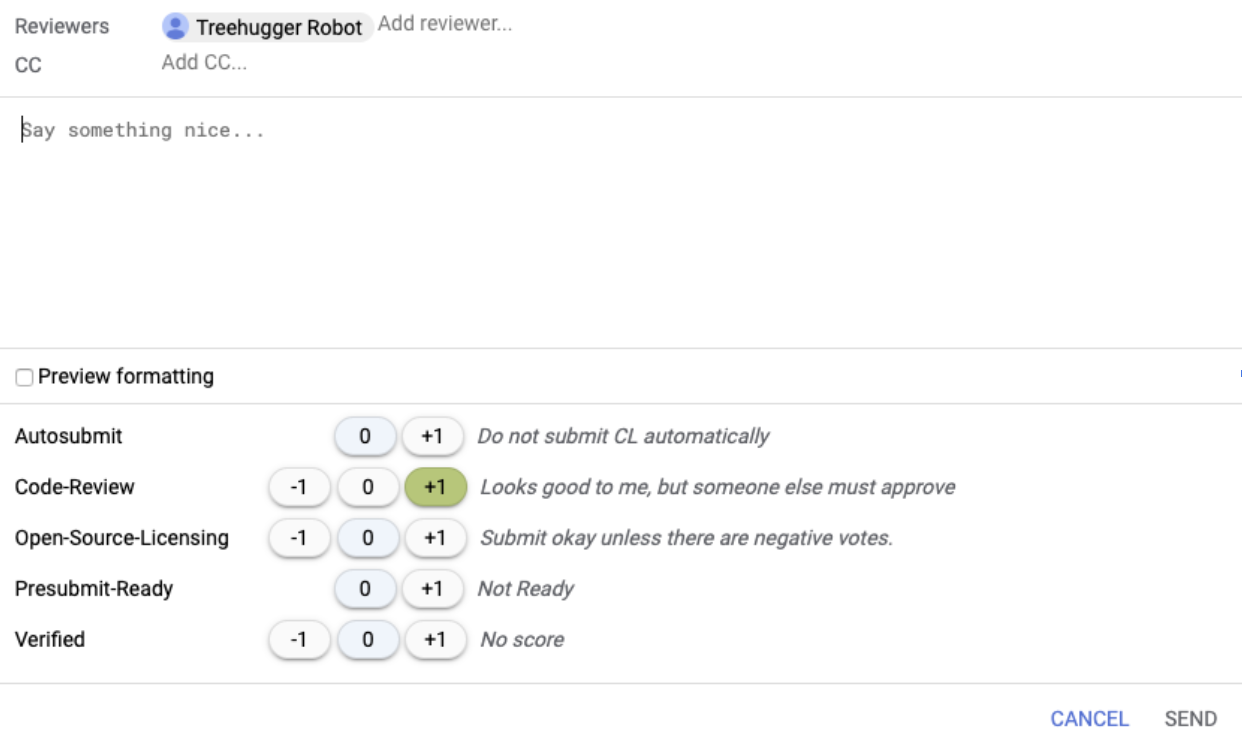 Reviewers Treehugger Robot Add reviewer...
CC Add CC...
Say something nice...
Preview formatting
Autosubmit 0 +1 Do not submit CL automatically
Code-Review -1 0 +1 Looks good to me, but someone else must approve
Open-Source-Licensing -1 0 +1 Submit okay unless there are negative votes.
Presubmit-Ready 0 +1 Not Ready
Verified -1 0 +1 No score
CANCEL SEND